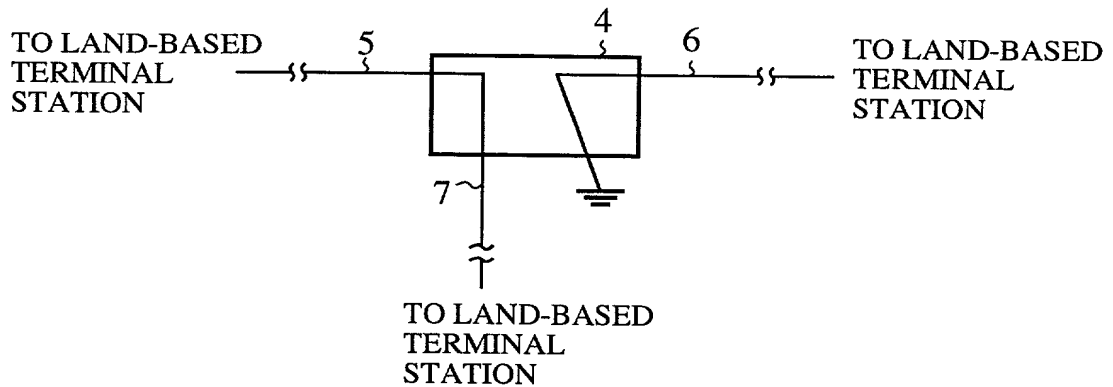 TO LAND-BASED
TERMINAL
STATION
5
4
6
TO LAND-BASED
TERMINAL
STATION
7
TO LAND-BASED
TERMINAL
STATION